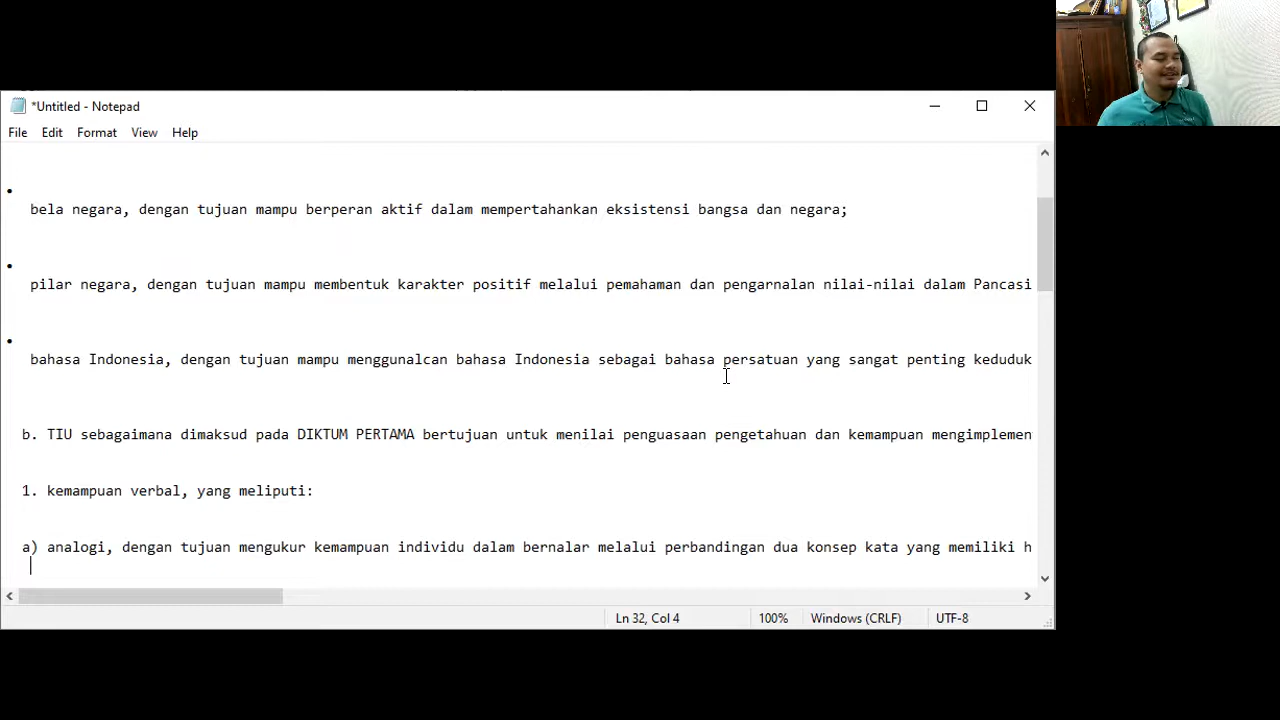 *Untitled - Notepad
File Edit Format View Help
•
bela negara, dengan tujuan mampu berperan aktif dalam mempertahankan eksistensi bangsa dan negara;
•
pilar negara, dengan tujuan mampu membentuk karakter positif melalui pemahaman dan pengarnalan nilai-nilai dalam Pancasi
•
bahasa Indonesia, dengan tujuan mampu menggunalcan bahasa Indonesia sebagai bahasa persatuan yang sangat penting keduduk
b. TIU sebagaimana dimaksud pada DIKTUM PERTAMA bertujuan untuk menilai penguasaan pengetahuan dan kemampuan mengimplemen
1. kemampuan verbal, yang meliputi:
a) analogi, dengan tujuan mengukur kemampuan individu dalam bernalar melalui perbandingan dua konsep kata yang memiliki h
Ln 32, Col 4 100% Windows (CRLF) UTF-8